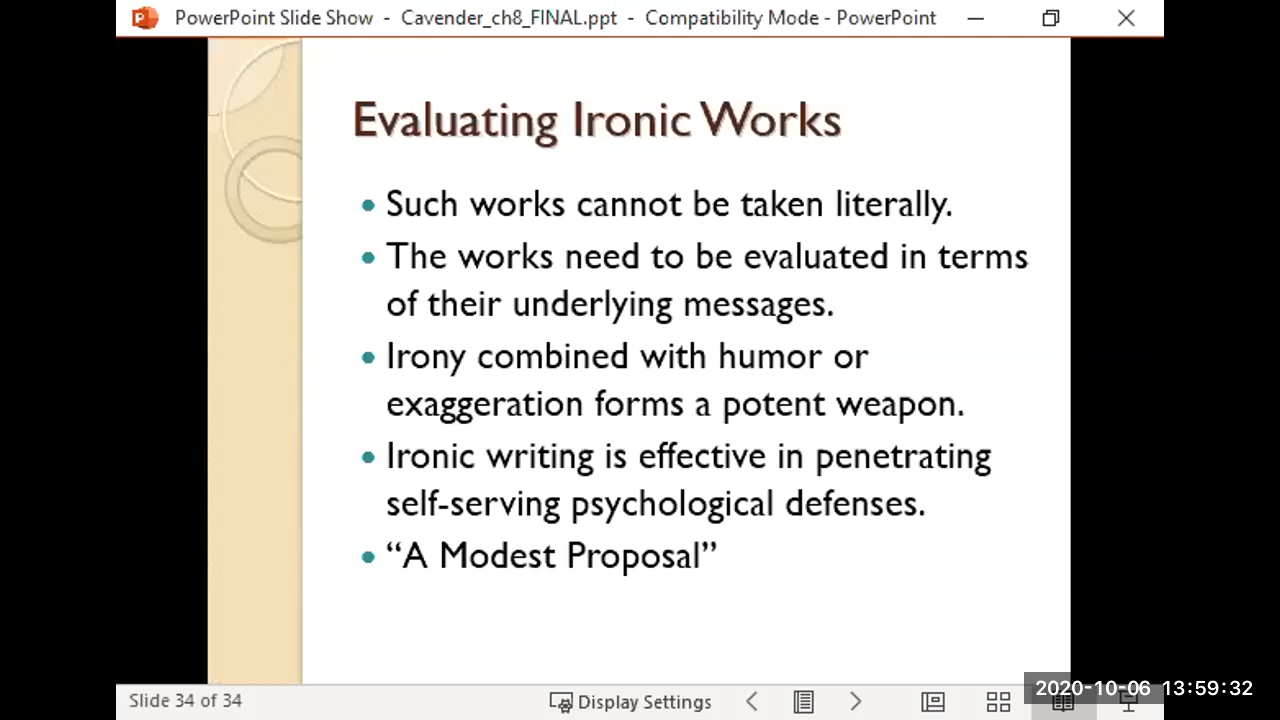 PowerPoint Slide Show - Cavender_ch8_FINAL.ppt - Compatibility Mode - PowerPoint
Evaluating Ironic Works
• Such works cannot be taken literally.
• The works need to be evaluated in terms
of their underlying messages.
• Irony combined with humor or
exaggeration forms a potent weapon.
• Ironic writing is effective in penetrating
self-serving psychological defenses.
• “A Modest Proposal”
Slide 34 of 34
Display Settings
2020-10-06 13:59:32